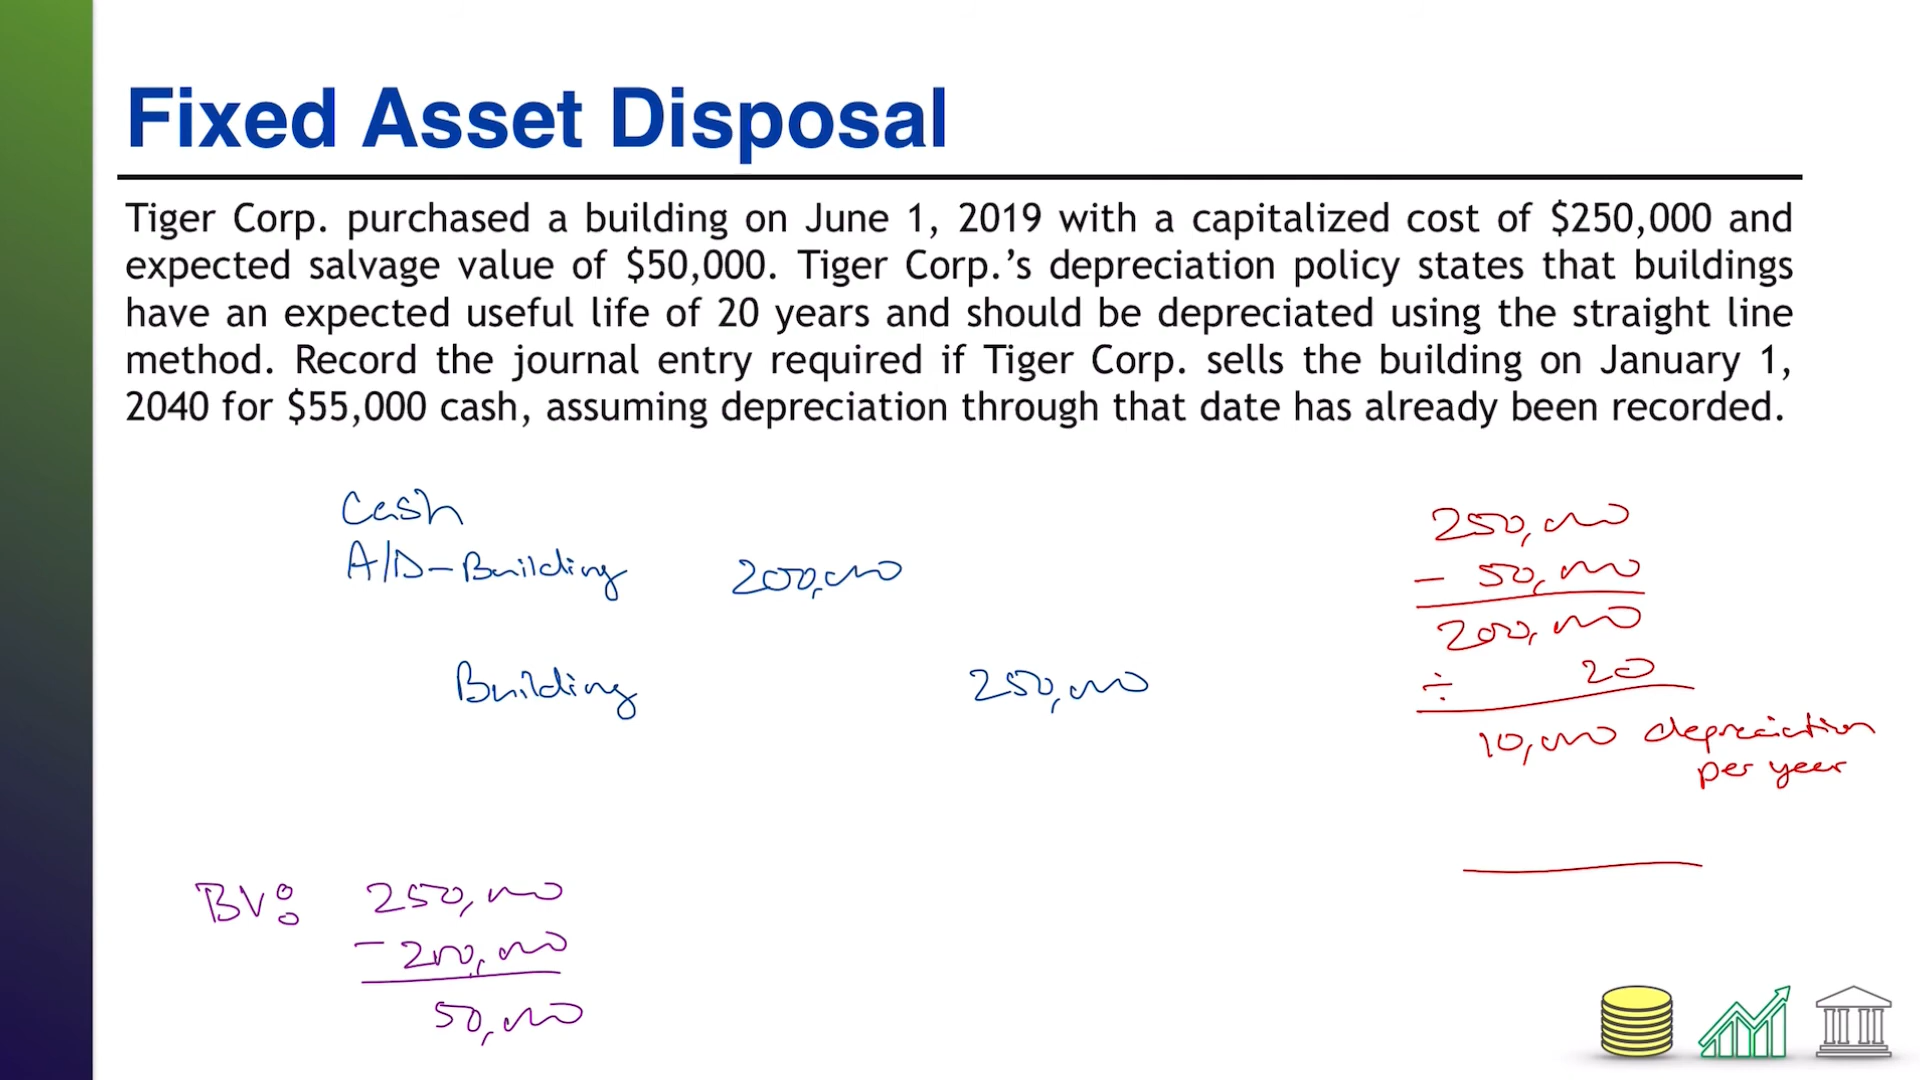 Fixed Asset Disposal
Tiger Corp. purchased a building on June 1, 2019 with a capitalized cost of $250,000 and
expected salvage value of $50,000. Tiger Corp.’s depreciation policy states that buildings
have an expected useful life of 20 years and should be depreciated using the straight line
method. Record the journal entry required if Tiger Corp. sells the building on January 1,
2040 for $55,000 cash, assuming depreciation through that date has already been recorded.
Cash
A/D-Building 200,000
Building 250,000
250,000
- 50,000
200,000
÷ 20
10,000 depreciation
per year
BV: 250,000
- 200,000
50,000